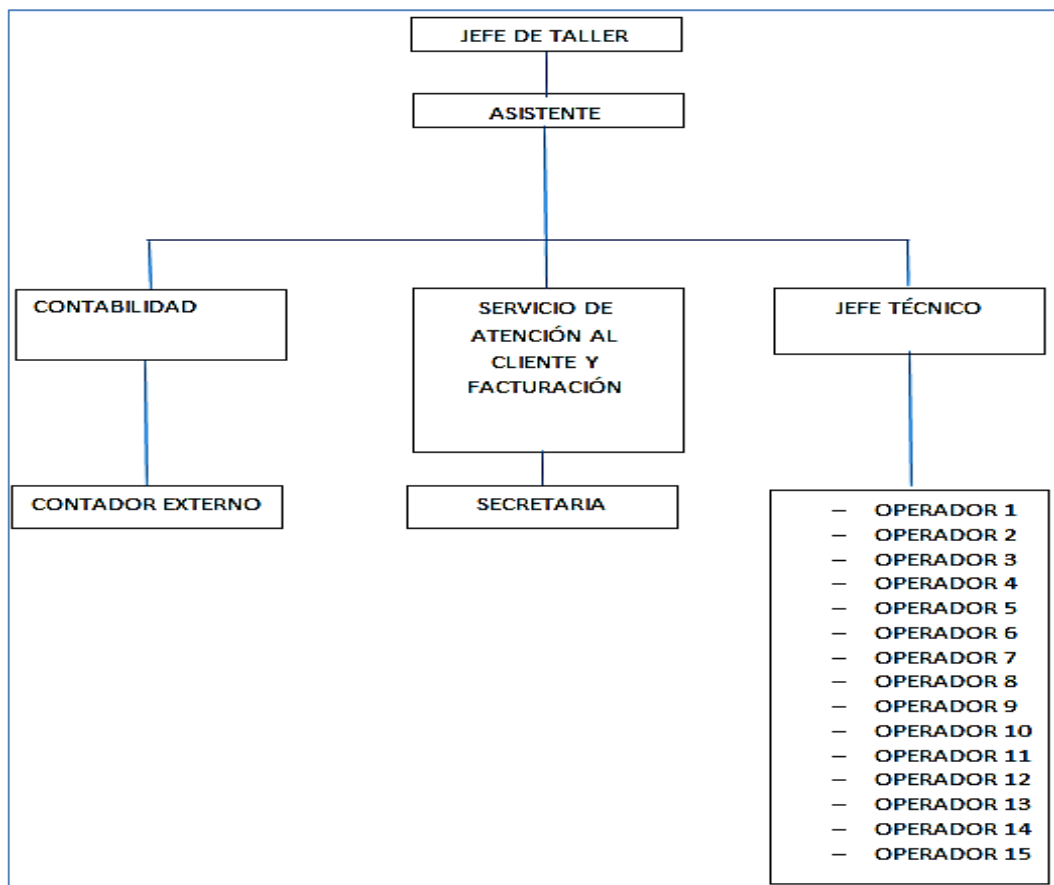 JEFE DE TALLER
ASISTENTE
CONTABILIDAD
SERVICIO DE
ATENCIÓN AL
CLIENTE Y
FACTURACIÓN
JEFE TÉCNICO
CONTADOR EXTERNO
SECRETARIA
– OPERADOR 1
– OPERADOR 2
– OPERADOR 3
– OPERADOR 4
– OPERADOR 5
– OPERADOR 6
– OPERADOR 7
– OPERADOR 8
– OPERADOR 9
– OPERADOR 10
– OPERADOR 11
– OPERADOR 12
– OPERADOR 13
– OPERADOR 14
– OPERADOR 15